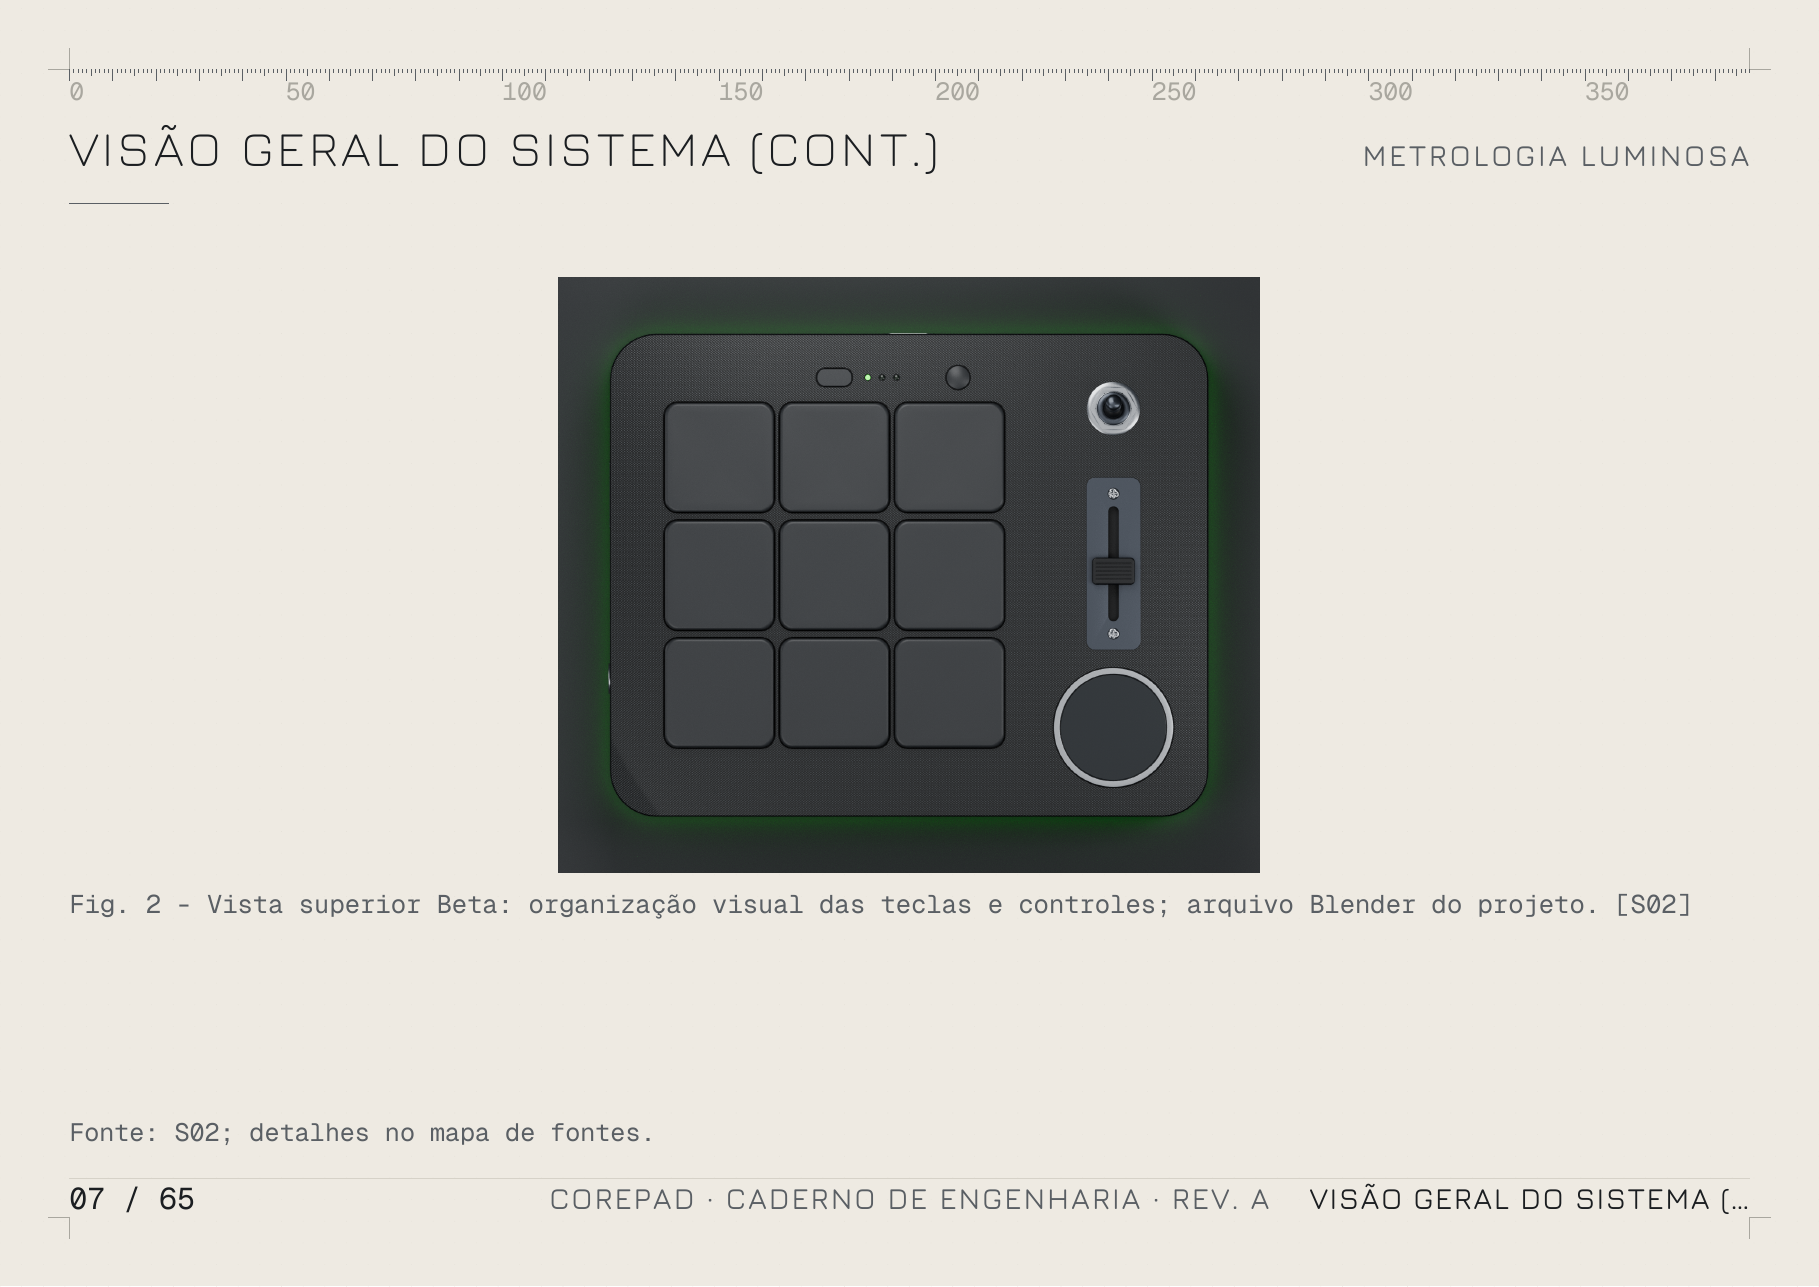 0 50 100 150 200 250 300 350
VISÃO GERAL DO SISTEMA (CONT.)
METROLOGIA LUMINOSA
Fig. 2 - Vista superior Beta: organização visual das teclas e controles; arquivo Blender do projeto. [S02]
Fonte: S02; detalhes no mapa de fontes.
07 / 65
COREPAD · CADERNO DE ENGENHARIA · REV. A
VISÃO GERAL DO SISTEMA (…